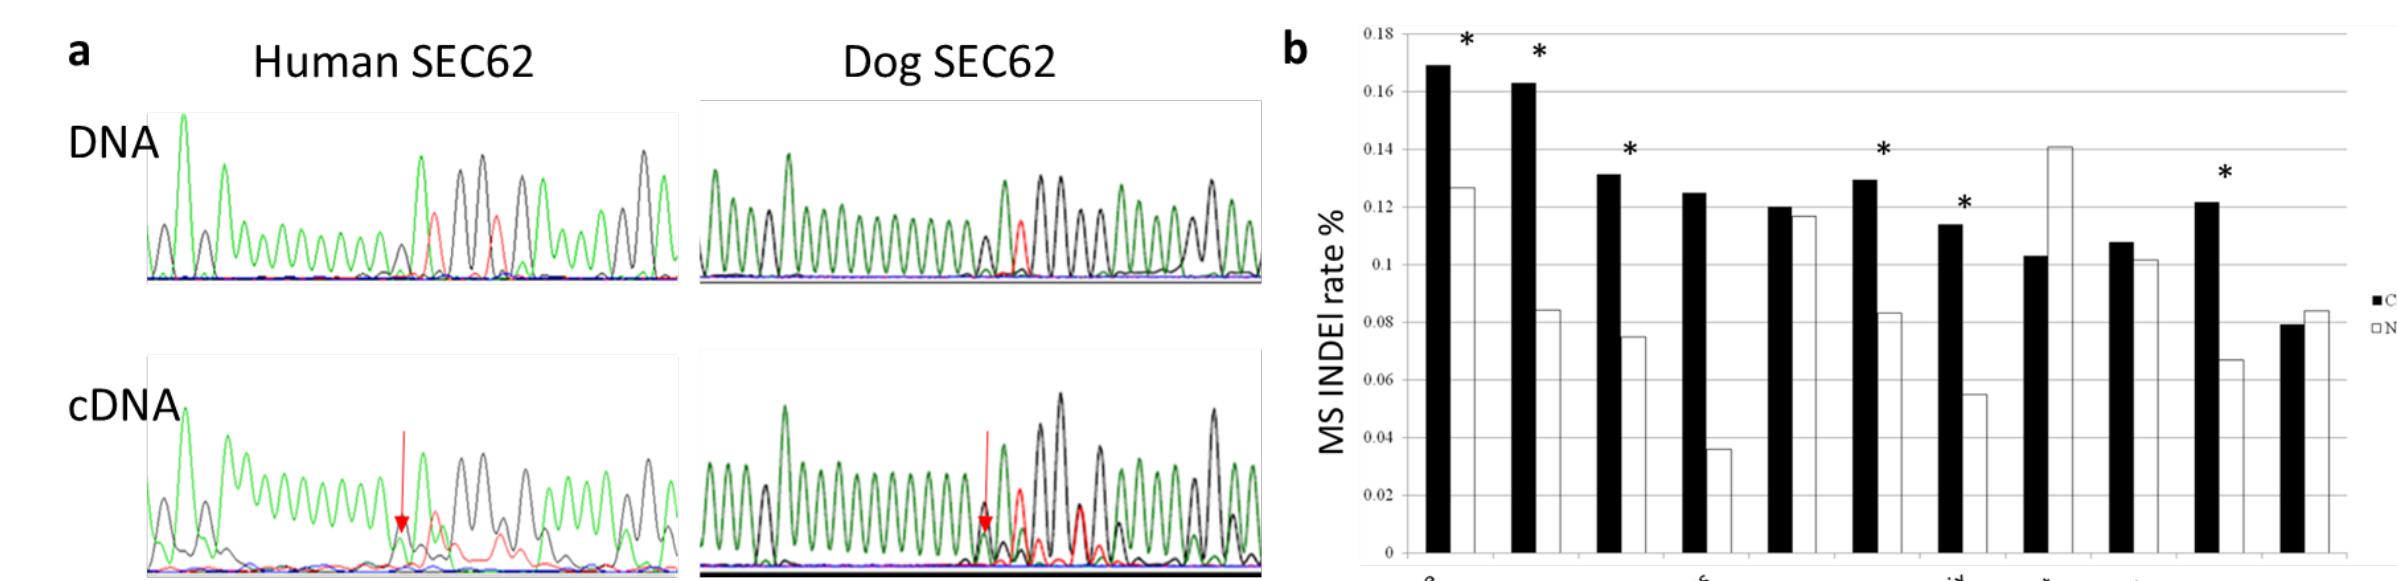 a
Human SEC62
Dog SEC62
DNA
cDNA
b
MS INDEl rate %
0.18
0.16
0.14
0.12
0.1
0.08
0.06
0.04
0.02
0
*
*
*
*
*
*
C
N